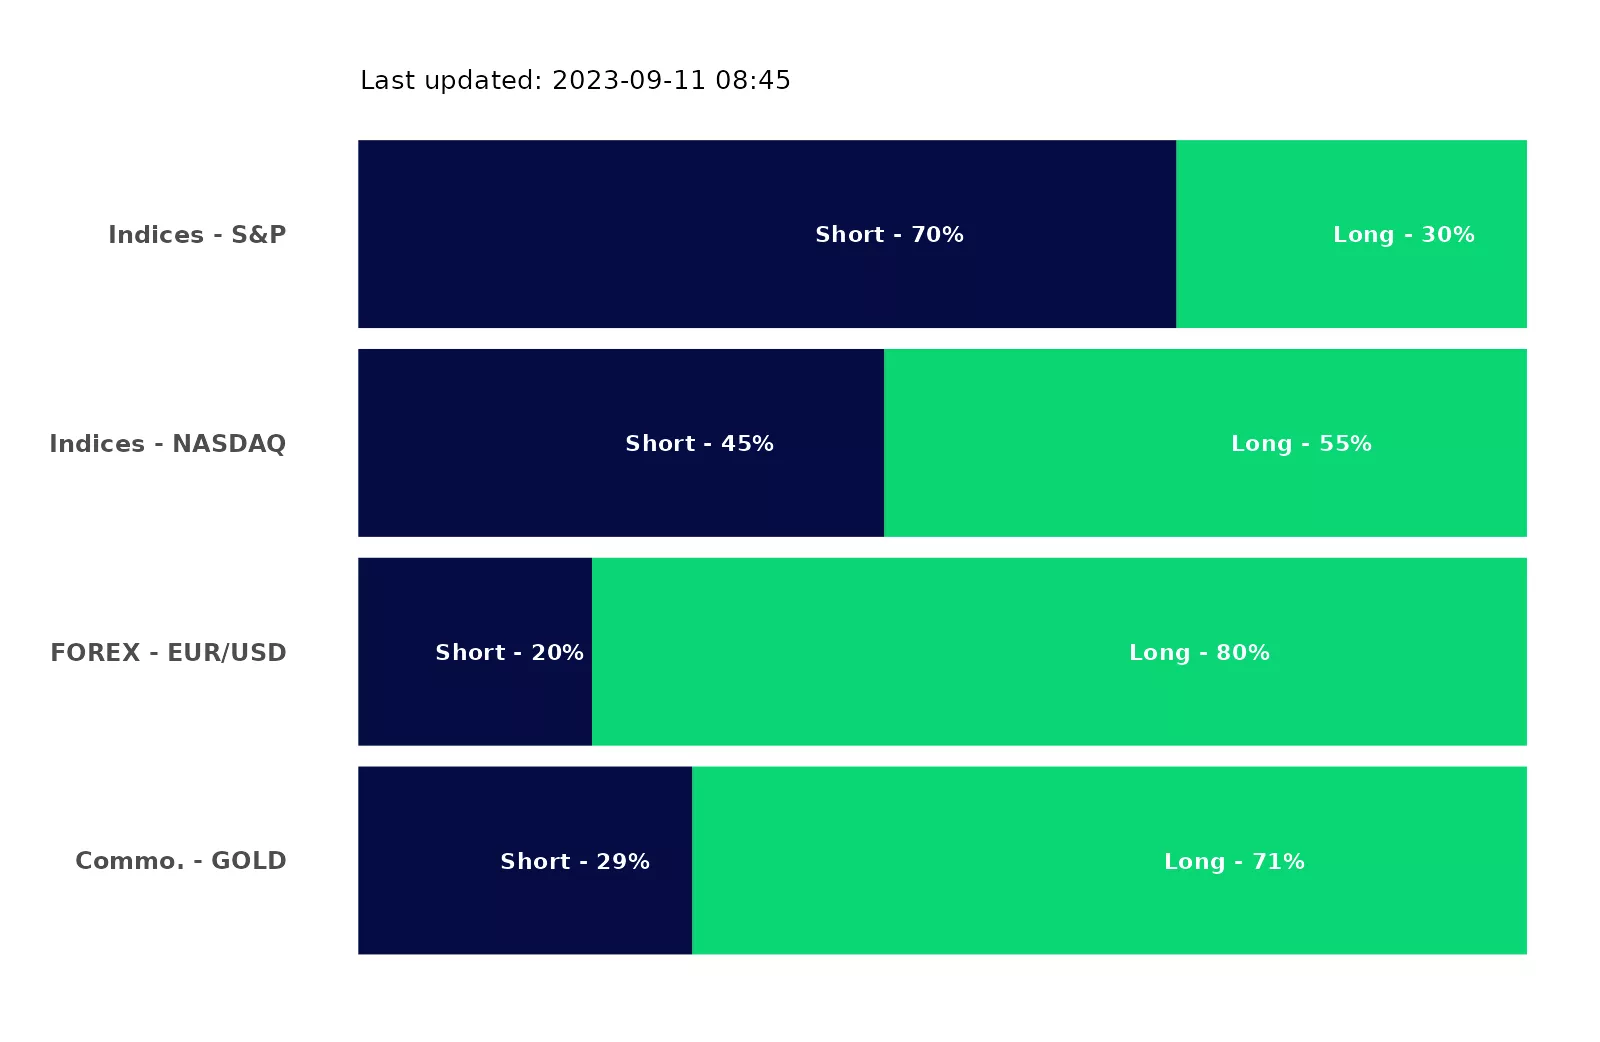 Last updated: 2023-09-11 08:45
Indices - S&P Short - 70% Long - 30%
Indices - NASDAQ Short - 45% Long - 55%
FOREX - EUR/USD Short - 20% Long - 80%
Commo. - GOLD Short - 29% Long - 71%